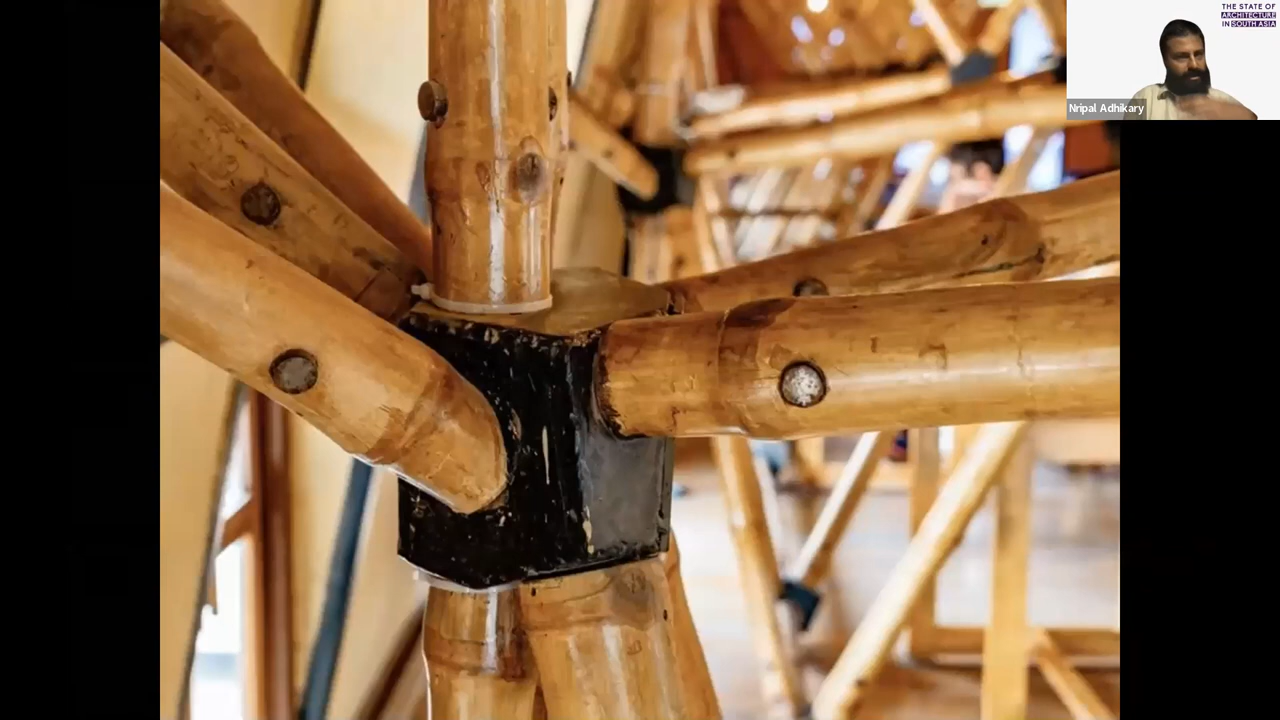 THE STATE OF
ARCHITECTURE
IN SOUTH ASIA
Nripal Adhikary